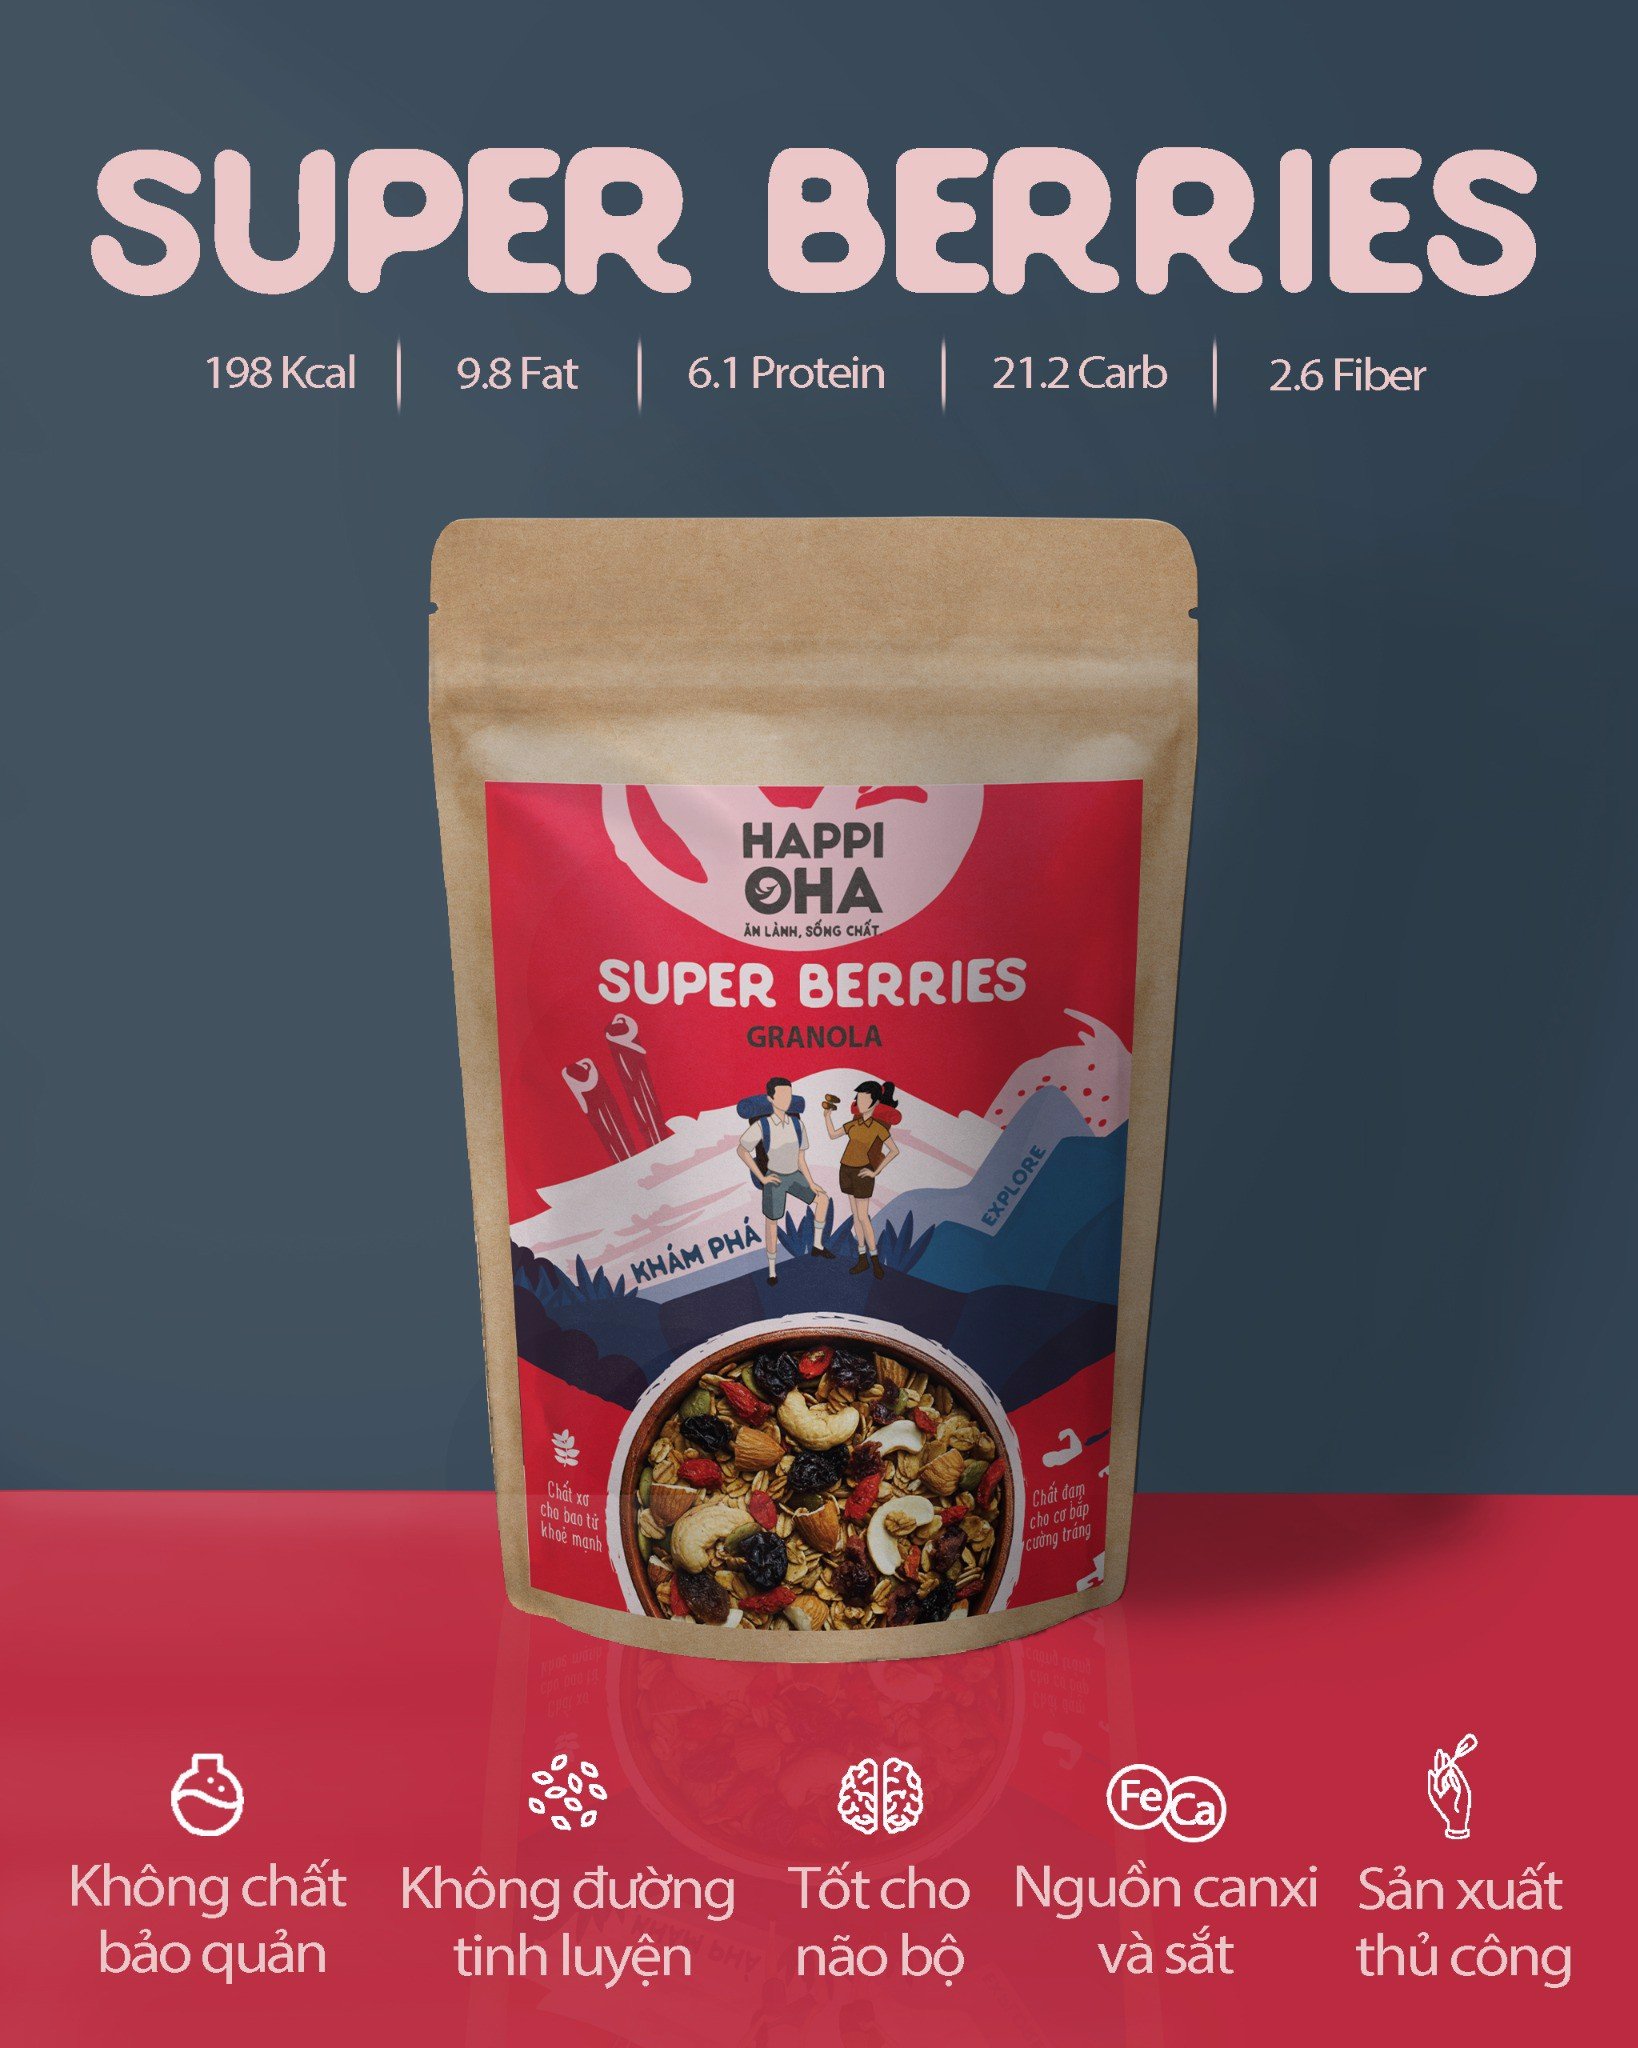 SUPER BERRIES
198 Kcal
9.8 Fat
6.1 Protein
21.2 Carb
2.6 Fiber
HAPPI
OHA
ĂN LÀNH, SỐNG CHẤT
SUPER BERRIES
GRANOLA
KHÁM PHÁ
EXPLORE
Chất xơ
cho bao tử
khoẻ mạnh
Chất đạm
cho cơ bắp
cường tráng
Fe Ca
Không chất
bảo quản
Không đường
tinh luyện
Tốt cho
não bộ
Nguồn canxi
và sắt
Sản xuất
thủ công